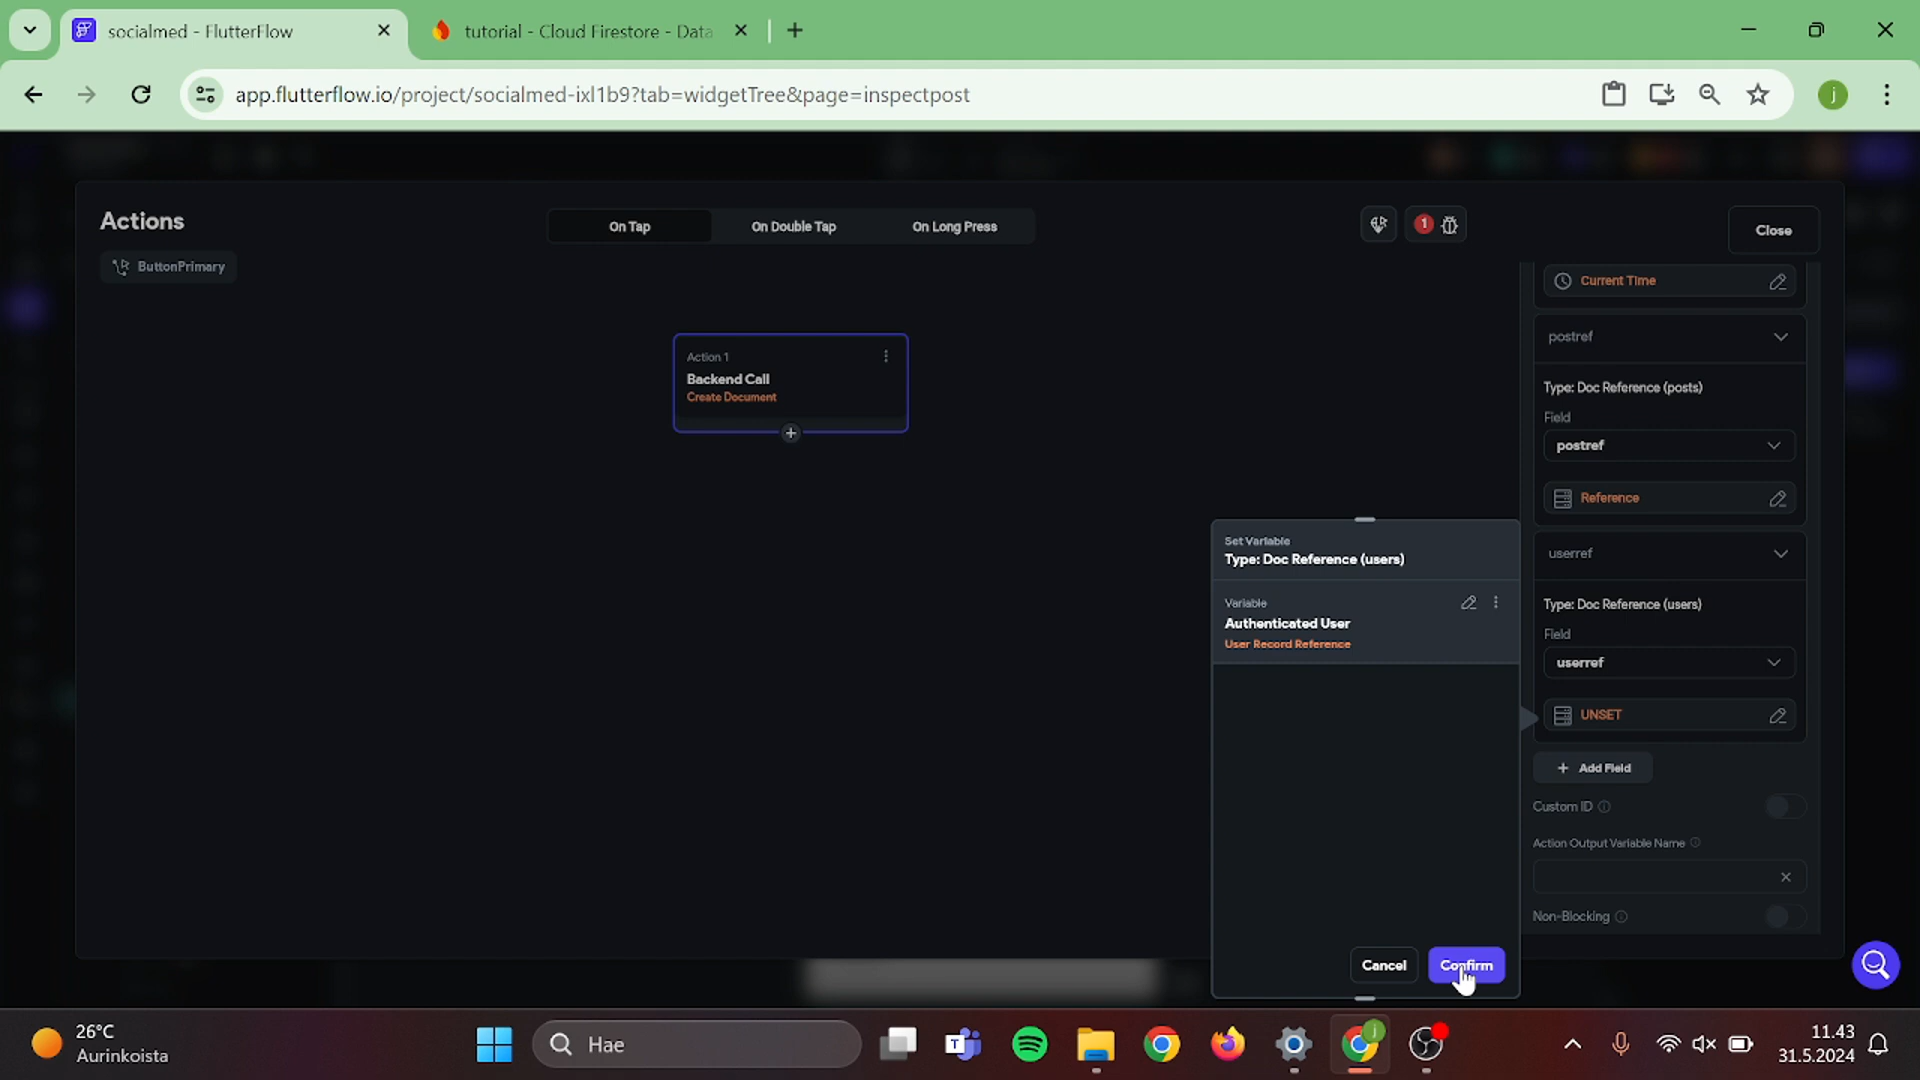 socialmed - FlutterFlow
tutorial - Cloud Firestore - Data
app.flutterflow.io/project/socialmed-ixl1b9?tab=widgetTree&page=inspectpost
j
Actions
On Tap
On Double Tap
On Long Press
1
Close
ButtonPrimary
Current Time
Action 1
Backend Call
Create Document
postref
Type: Doc Reference (posts)
Field
postref
Reference
Set Variable
Type: Doc Reference (users)
Variable
Authenticated User
User Record Reference
userref
Type: Doc Reference (users)
Field
userref
UNSET
+ Add Field
Custom ID
Action Output Variable Name
Non-Blocking
Cancel
Confirm
26°C
Aurinkoista
Hae
11.43
31.5.2024